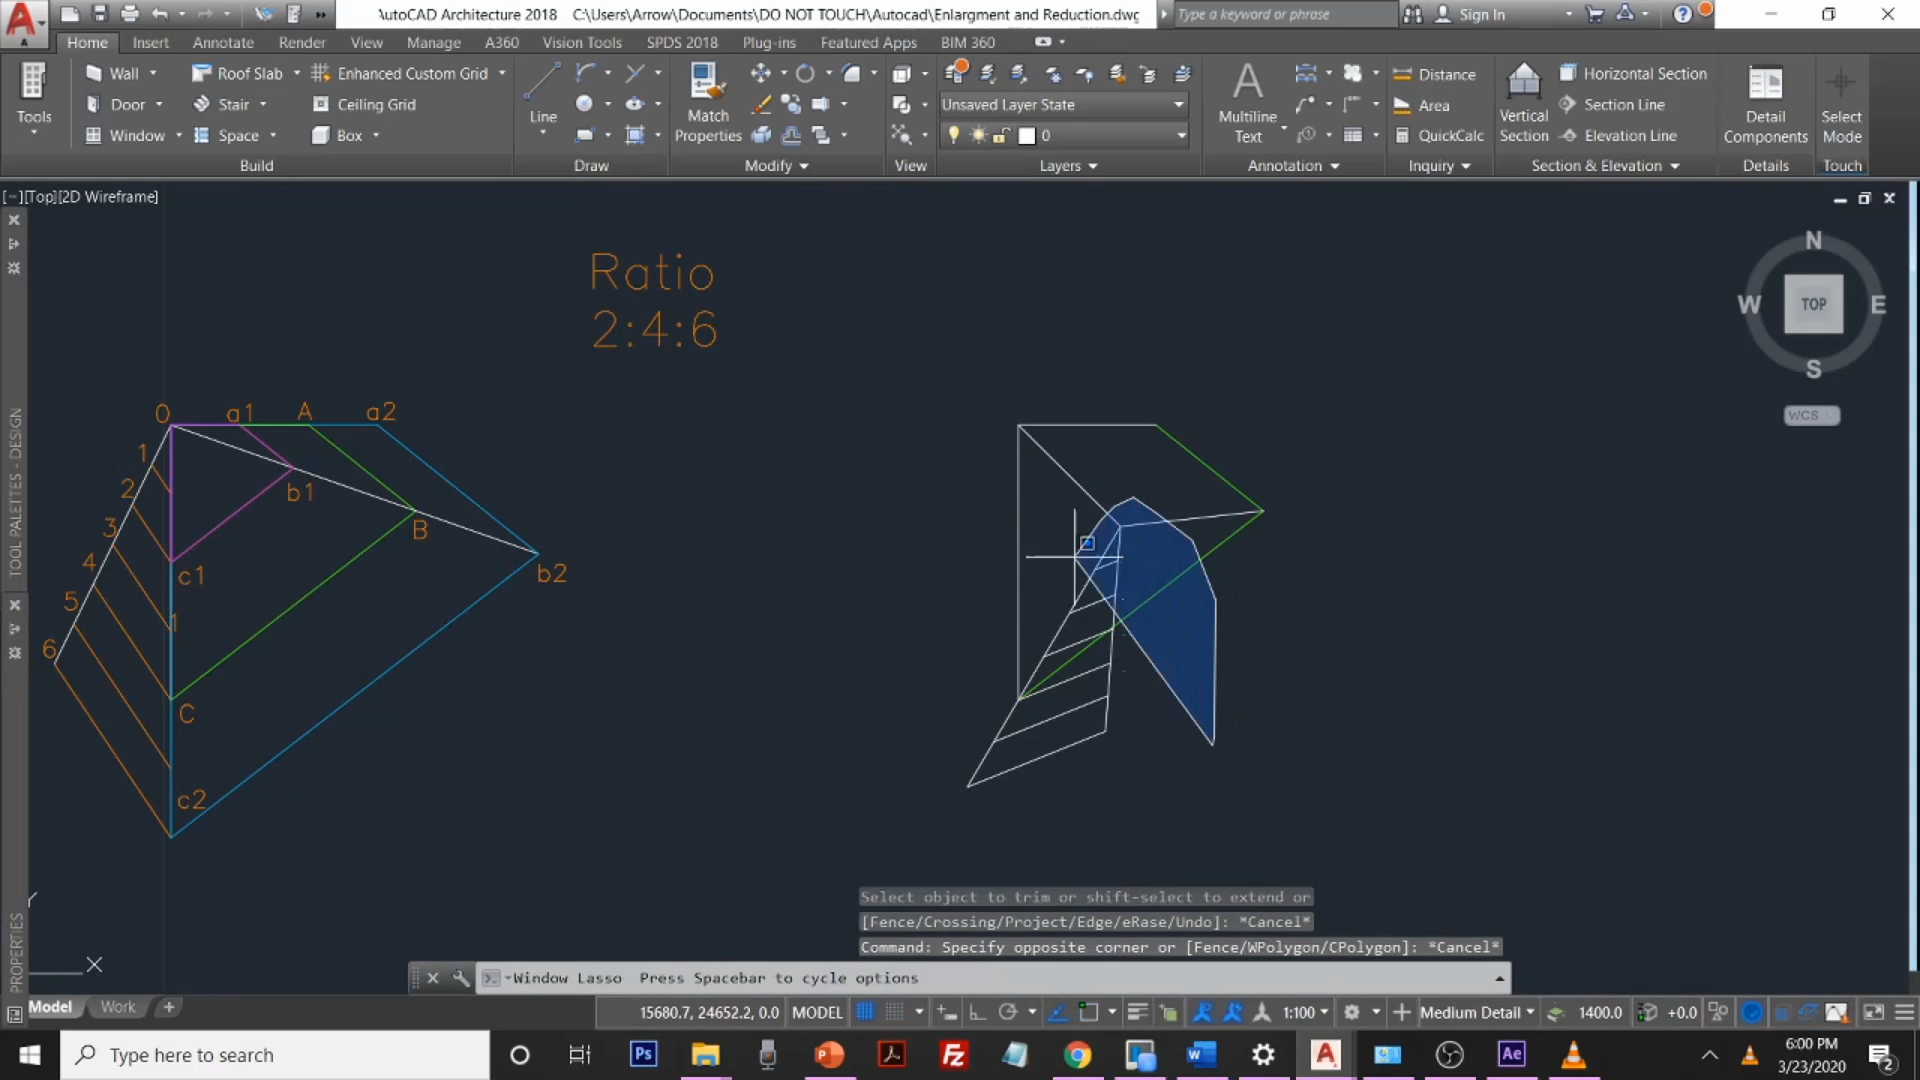 AutoCAD Architecture 2018 C:\Users\Arrow\Documents\DO NOT TOUCH\Autocad\Enlargment and Reduction.dwg
Type a keyword or phrase
Sign In
Home Insert Annotate Render View Manage A360 Vision Tools SPDS 2018 Plug-ins Featured Apps BIM 360
Tools
Wall Roof Slab Enhanced Custom Grid
Door Stair Ceiling Grid
Window Space Box
Build
Line
Draw
Match Properties
Modify
View
Unsaved Layer State
0
Layers
Multiline Text
Annotation
Distance
Area
QuickCalc
Inquiry
Vertical Section
Horizontal Section
Section Line
Elevation Line
Section & Elevation
Detail Components
Details
Select Mode
Touch
[−][Top][2D Wireframe]
TOOL PALETTES - DESIGN
PROPERTIES
Ratio
2:4:6
N
W TOP E
S
WCS
0 a1 A a2
1
2
3
4
5
6
b1
B
b2
c1
1
C
c2
Select object to trim or shift-select to extend or
[Fence/Crossing/Project/Edge/eRase/Undo]: *Cancel*
Command: Specify opposite corner or [Fence/WPolygon/CPolygon]: *Cancel*
Window Lasso Press Spacebar to cycle options
X
Model Work +
15680.7, 24652.2, 0.0 MODEL 1:100 Medium Detail 1400.0 +0.0
Type here to search
Ps
Ae
6:00 PM
3/23/2020
2